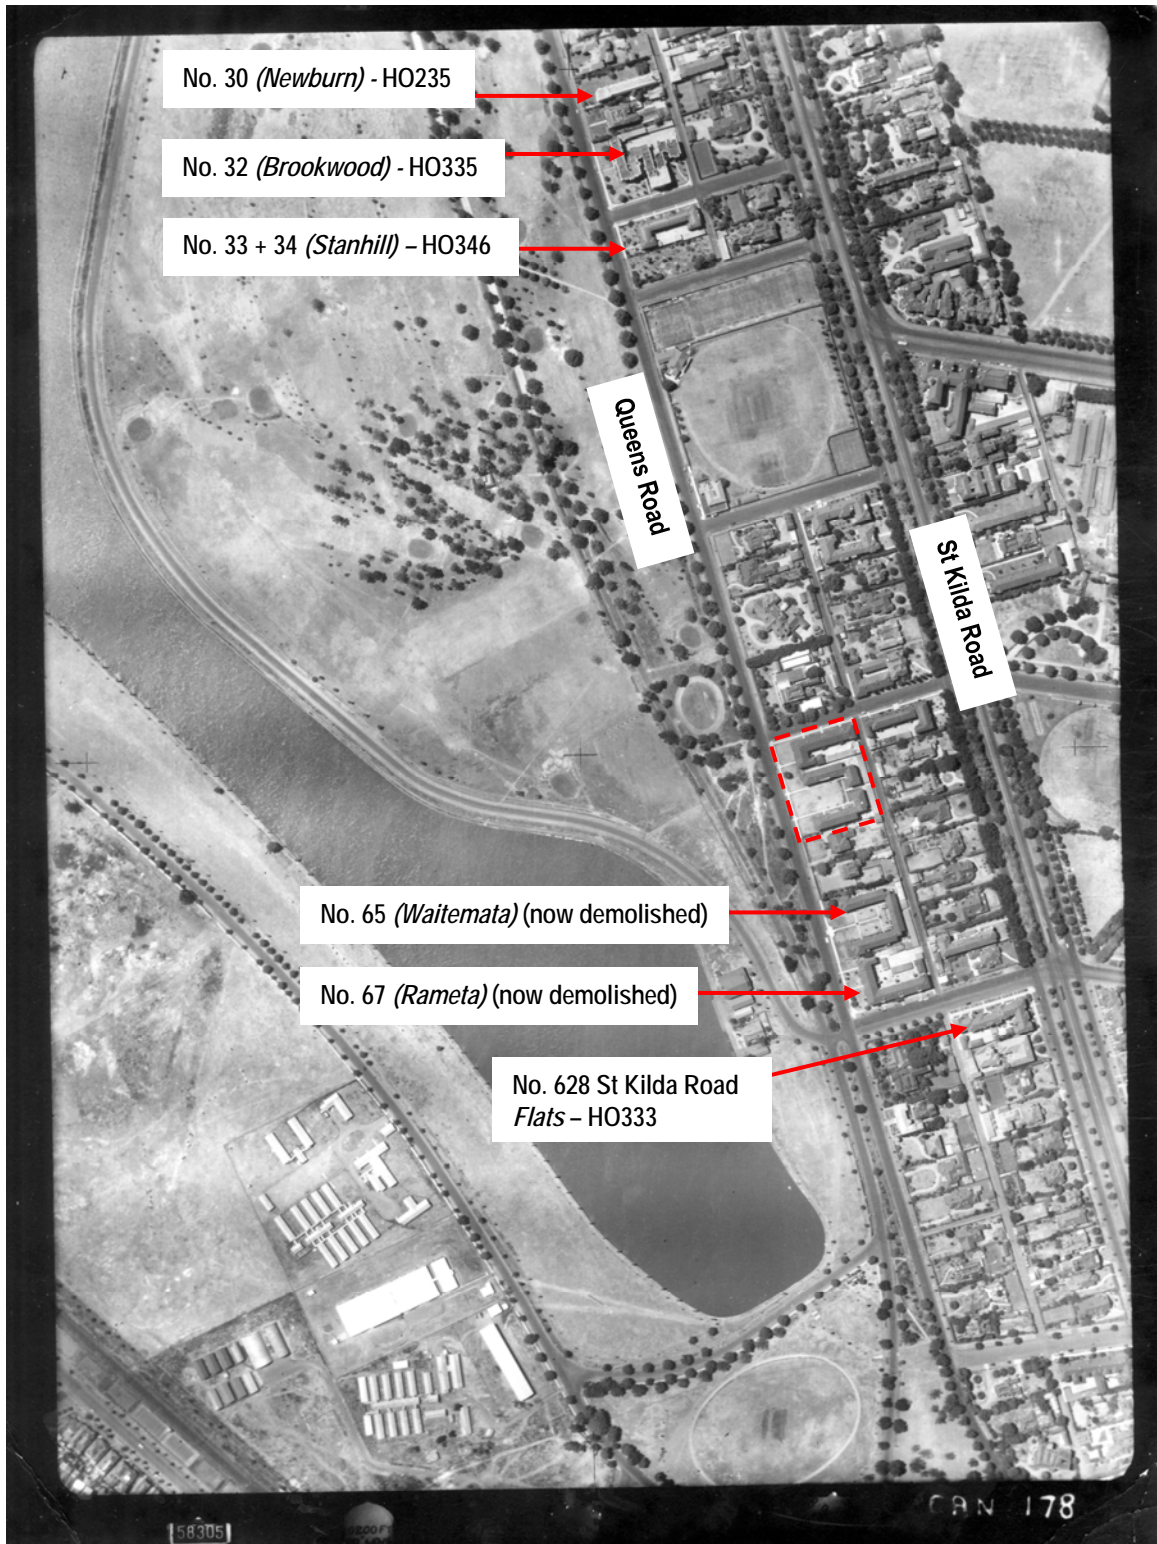 No. 30 (Newburn) - HO235
No. 32 (Brookwood) - HO335
No. 33 + 34 (Stanhill) – HO346
Queens Road
St Kilda Road
No. 65 (Waitemata) (now demolished)
No. 67 (Rameta) (now demolished)
No. 628 St Kilda Road
Flats – HO333
CAN 178
58305